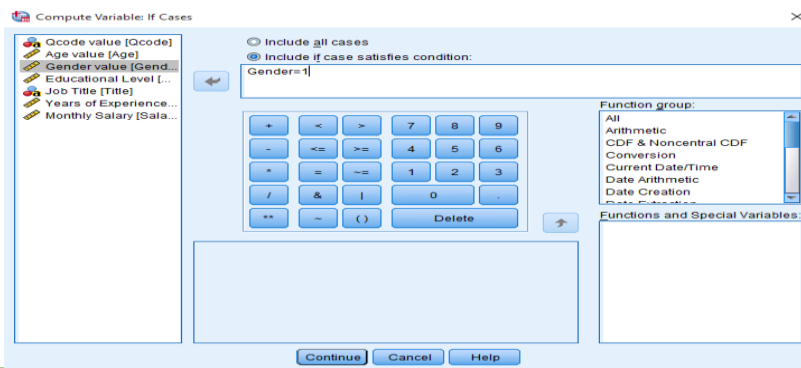 Compute Variable: If Cases
Qcode value [Qcode]
Age value [Age]
Gender value [Gend...
Educational Level [...
Job Title [Title]
Years of Experience...
Monthly Salary [Sala...
Include all cases
Include if case satisfies condition:
Gender=1
+ < > 7 8 9
- <= >= 4 5 6
* = ~= 1 2 3
/ & | 0 .
** ~ ( ) Delete
Function group:
All
Arithmetic
CDF & Noncentral CDF
Conversion
Current Date/Time
Date Arithmetic
Date Creation
Date Extraction
Functions and Special Variables:
Continue Cancel Help